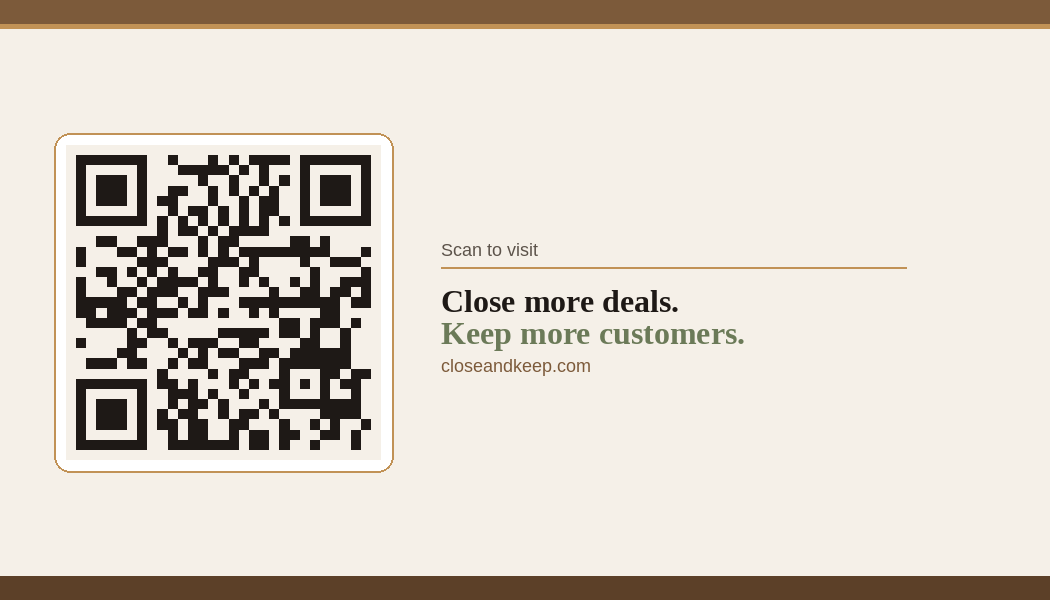 Scan to visit
Close more deals.
Keep more customers.
closeandkeep.com